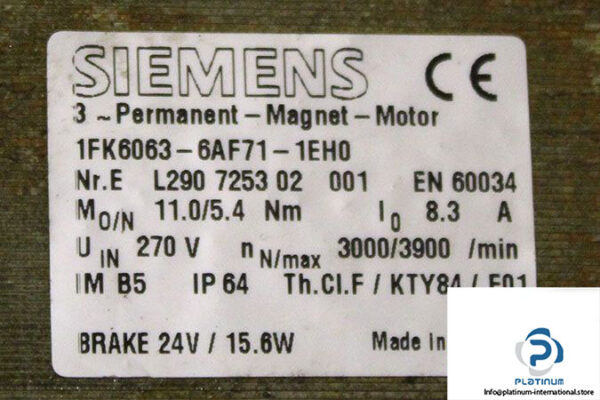 SIEMENS CE
3 ~ Permanent - Magnet - Motor
1FK6063 - 6AF71 - 1EH0
Nr.E L290 7253 02 001 EN 60034
M O/N 11.0/5.4 Nm I 0 8.3 A
U IN 270 V n N/max 3000/3900 /min
IM B5 IP 64 Th.Cl.F / KTY84 / F01
BRAKE 24V / 15.6W Made in
PLATINUM
Info@platinum-international.store